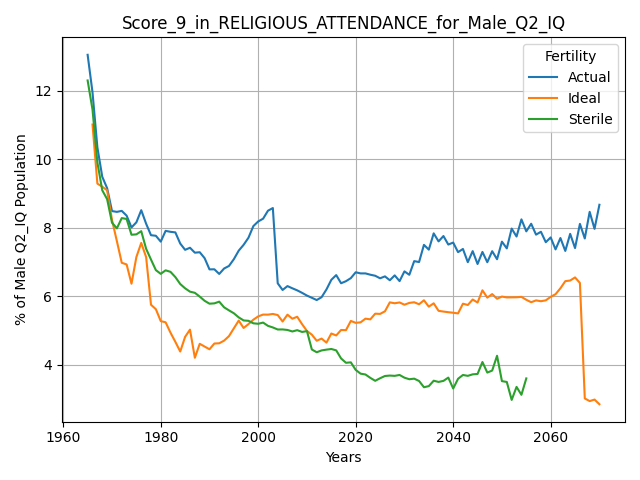 Score_9_in_RELIGIOUS_ATTENDANCE_for_Male_Q2_IQ
Fertility
Actual
Ideal
Sterile
% of Male Q2_IQ Population
12
10
8
6
4
1960
1980
2000
2020
2040
2060
Years